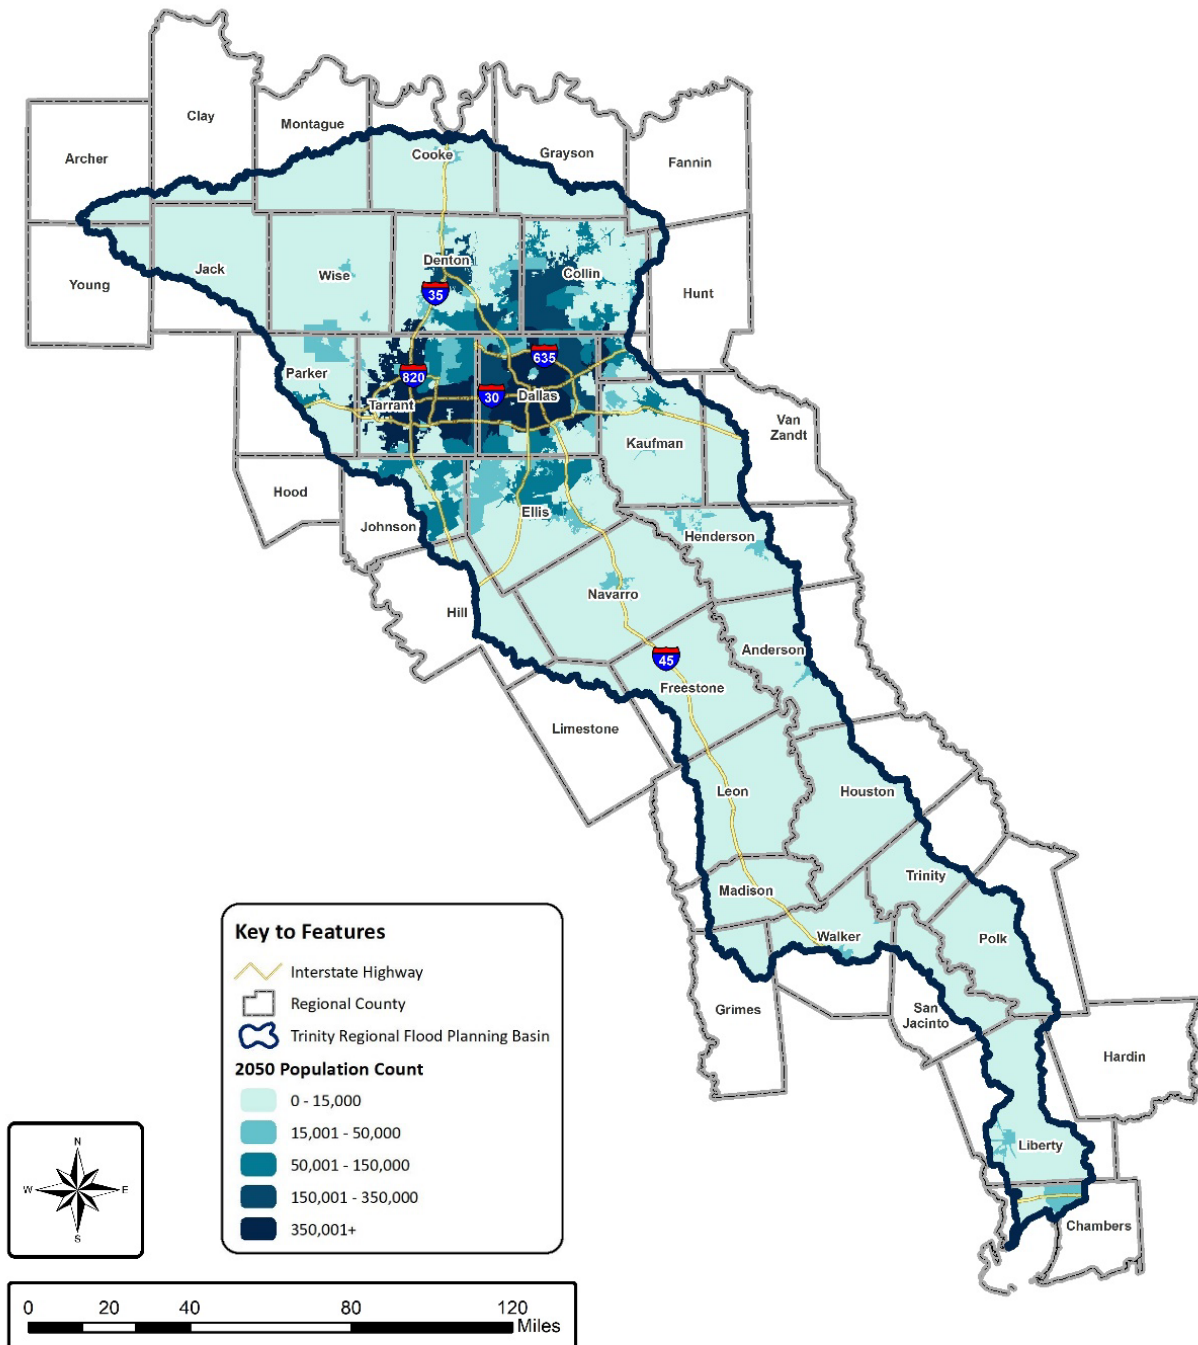 Clay
Montague
Archer
Cooke
Grayson
Fannin
Young
Jack
Wise
Denton
Collin
Hunt
35
Parker
820
635
30
Tarrant
Dallas
Van
Zandt
Kaufman
Hood
Johnson
Ellis
Henderson
Navarro
Hill
Anderson
45
Freestone
Limestone
Leon
Houston
Madison
Trinity
Walker
Polk
Grimes
San
Jacinto
Hardin
Liberty
Chambers
Key to Features
Interstate Highway
Regional County
Trinity Regional Flood Planning Basin
2050 Population Count
0 - 15,000
15,001 - 50,000
50,001 - 150,000
150,001 - 350,000
350,001+
N
W E
S
0 20 40 80 120
Miles